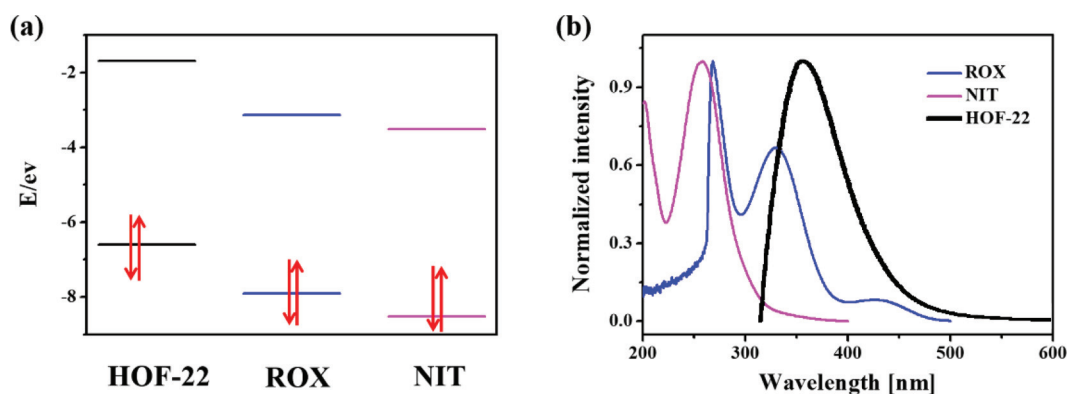 (a)
E/ev
-2
-4
-6
-8
HOF-22 ROX NIT
(b)
Normalized intensity
0.9
0.6
0.3
0.0
ROX
NIT
HOF-22
200 300 400 500 600
Wavelength [nm]